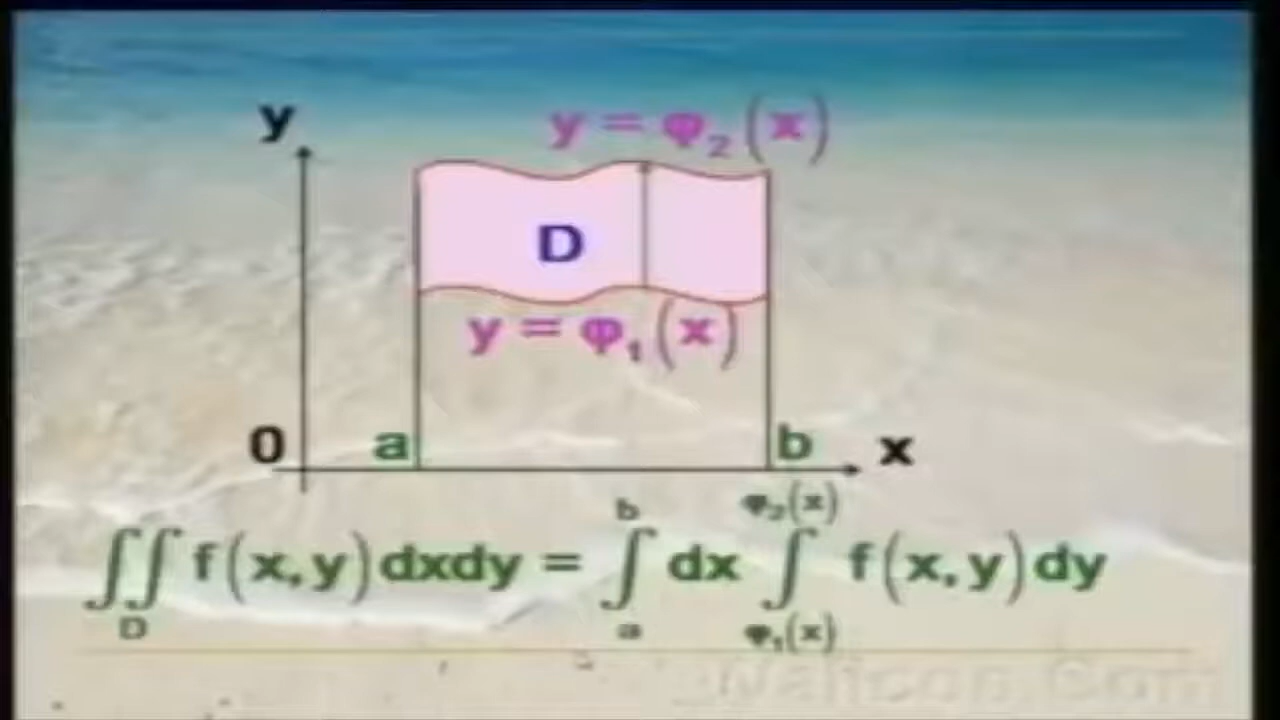 y
y = φ₂(x)
D
y = φ₁(x)
0 a b x
∬_D f(x,y)dxdy = ∫_a^b dx ∫_{φ₁(x)}^{φ₂(x)} f(x,y)dy